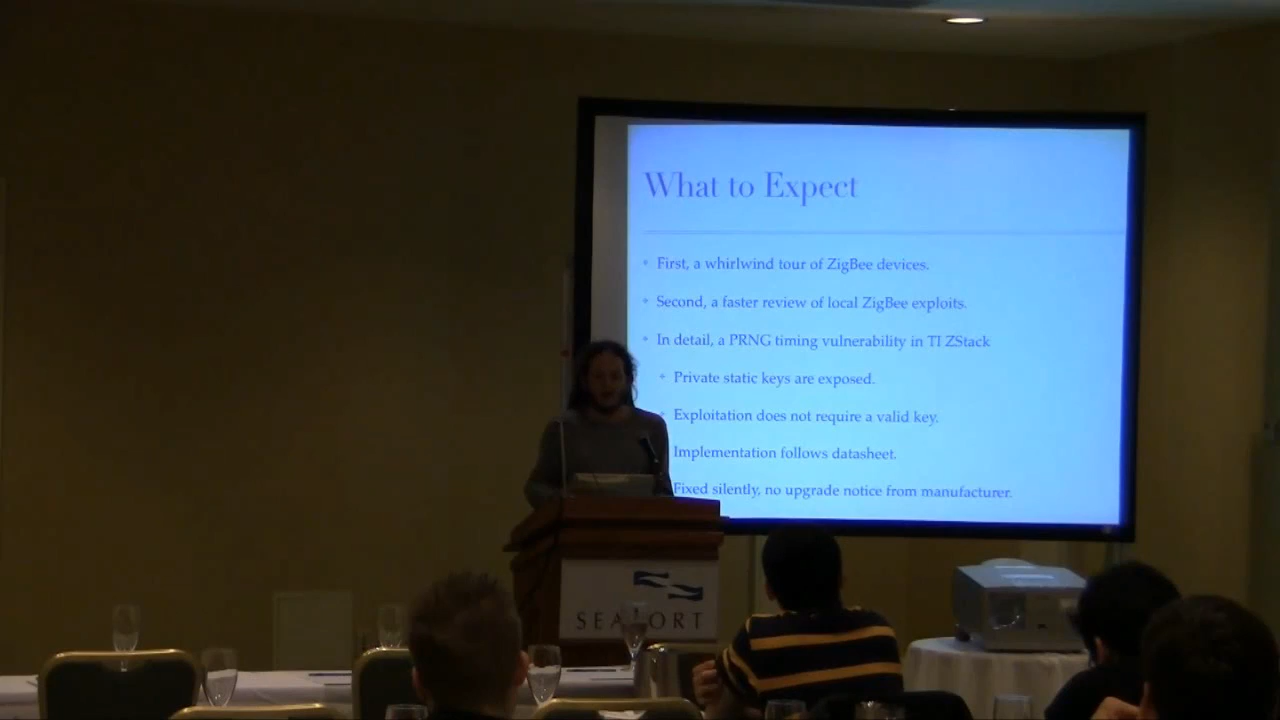 What to Expect
First, a whirlwind tour of ZigBee devices.
Second, a faster review of local ZigBee exploits.
In detail, a PRNG timing vulnerability in TI ZStack
Private static keys are exposed.
Exploitation does not require a valid key.
Implementation follows datasheet.
Fixed silently, no upgrade notice from manufacturer.